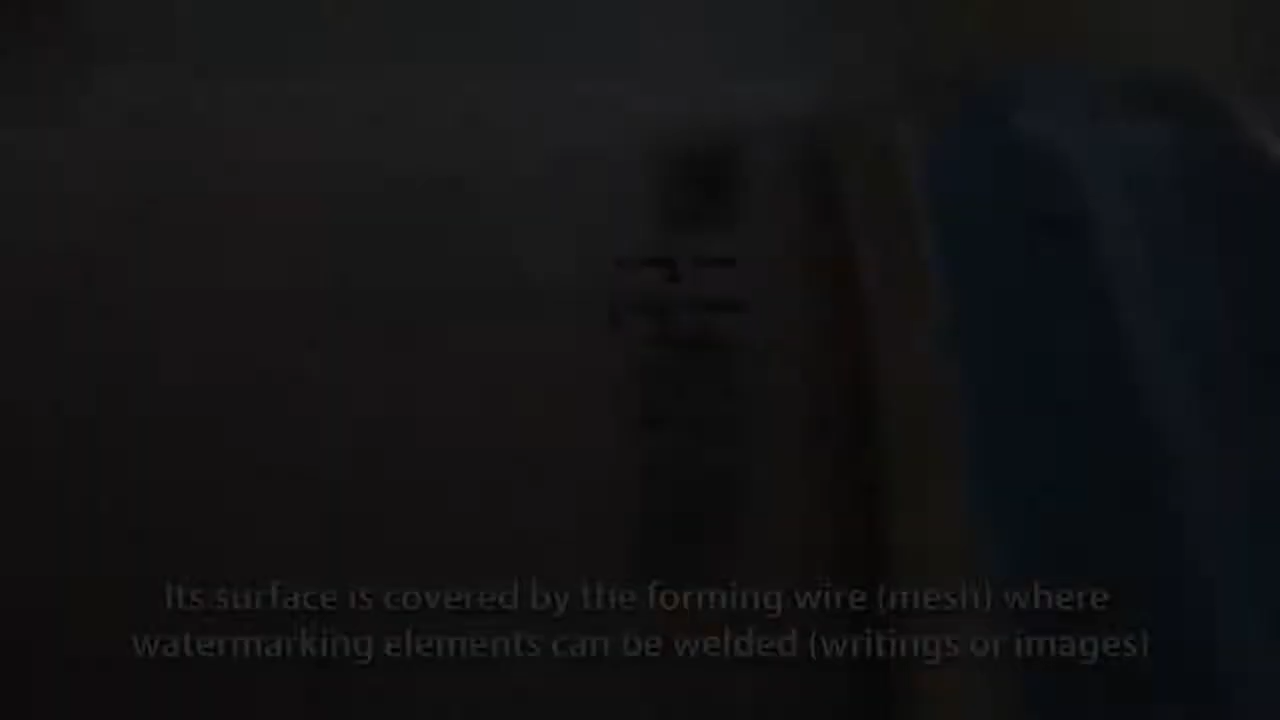 Its surface is covered by the forming wire (mesh) where
watermarking elements can be welded (writings or images)